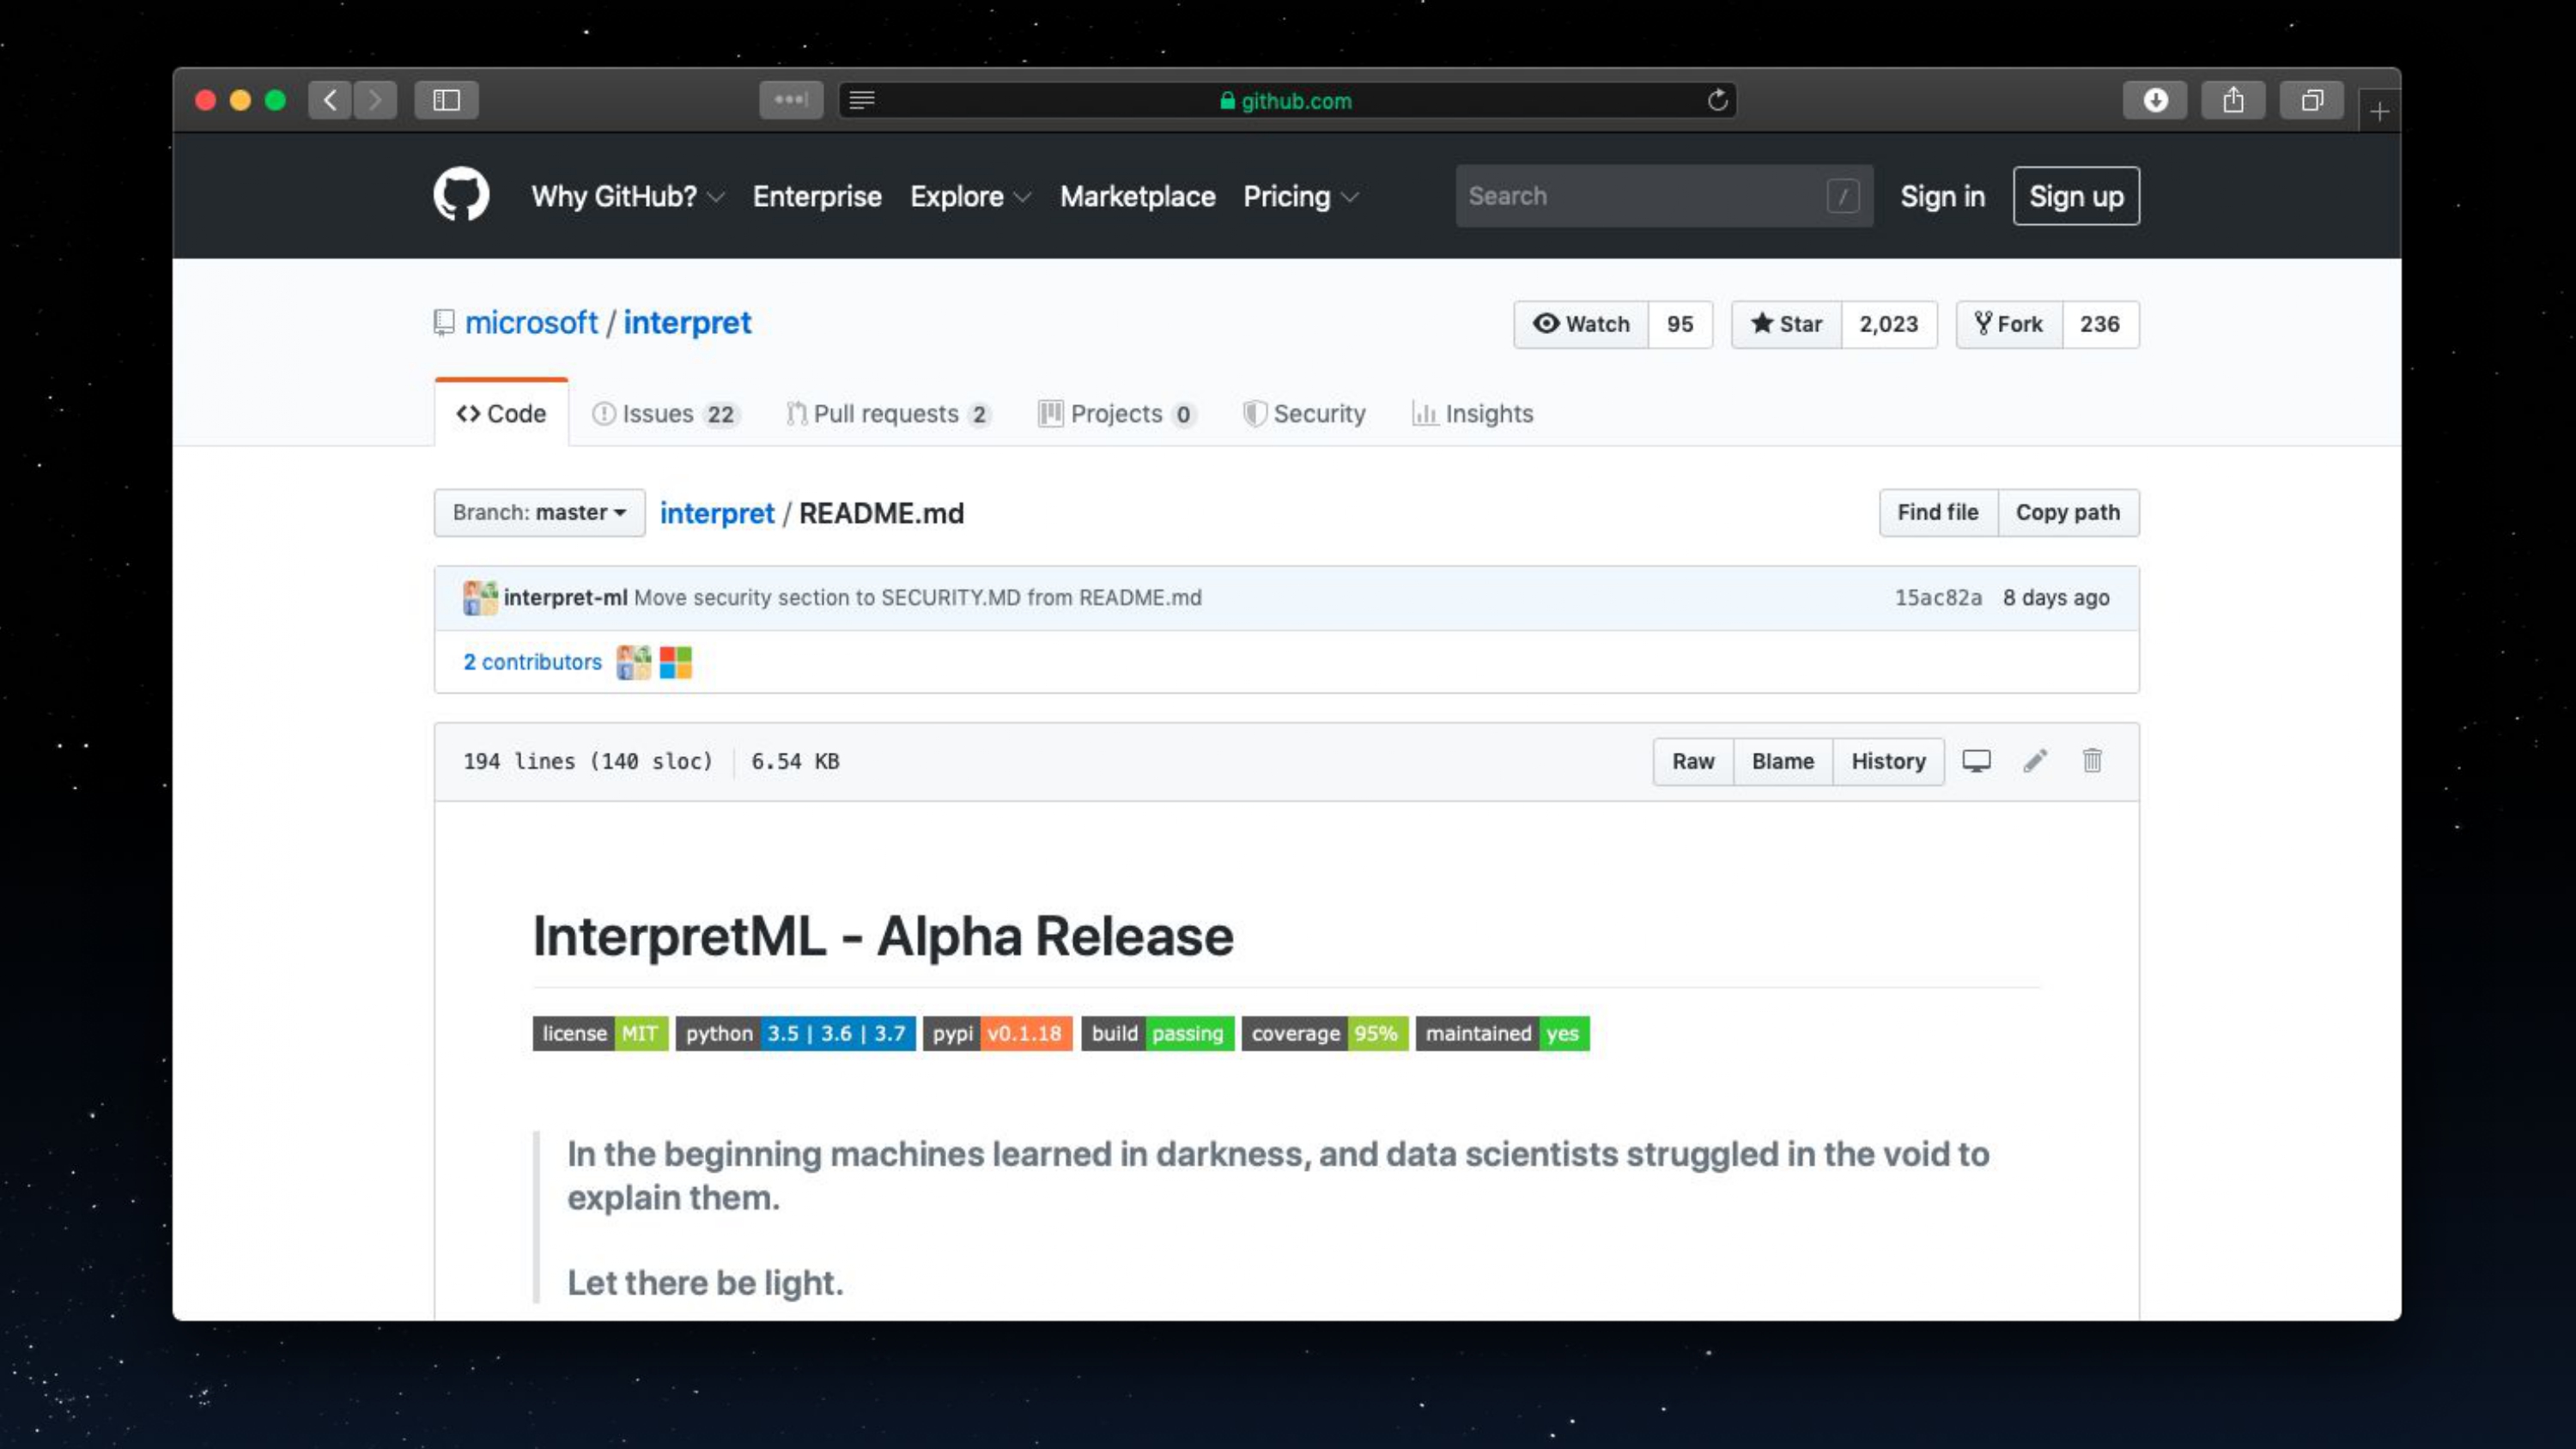 github.com
Why GitHub? Enterprise Explore Marketplace Pricing Search / Sign in Sign up
microsoft / interpret Watch 95 Star 2,023 Fork 236
Code Issues 22 Pull requests 2 Projects 0 Security Insights
Branch: master interpret / README.md Find file Copy path
interpret-ml Move security section to SECURITY.MD from README.md 15ac82a 8 days ago
2 contributors
194 lines (140 sloc) 6.54 KB Raw Blame History
InterpretML - Alpha Release
license MIT python 3.5 | 3.6 | 3.7 pypi v0.1.18 build passing coverage 95% maintained yes
In the beginning machines learned in darkness, and data scientists struggled in the void to
explain them.
Let there be light.